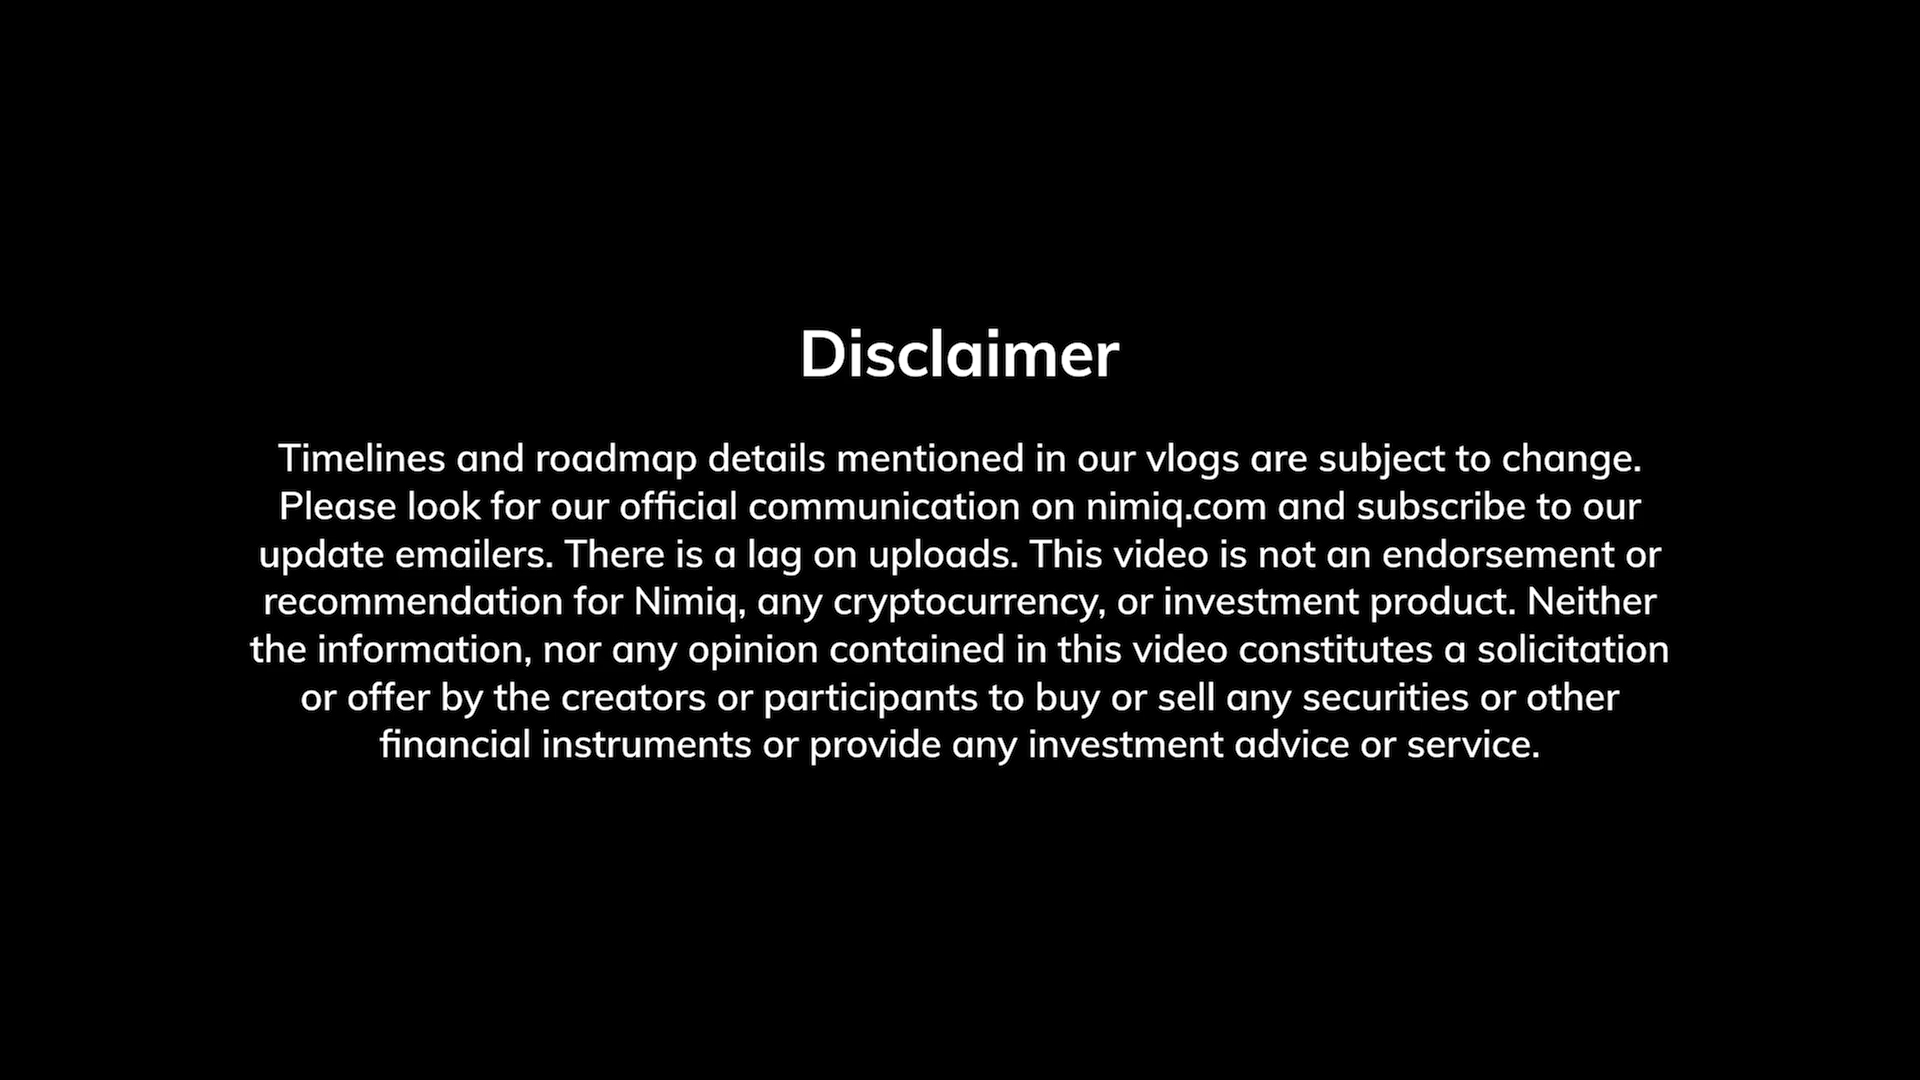 Disclaimer
Timelines and roadmap details mentioned in our vlogs are subject to change.
Please look for our official communication on nimiq.com and subscribe to our
update emailers. There is a lag on uploads. This video is not an endorsement or
recommendation for Nimiq, any cryptocurrency, or investment product. Neither
the information, nor any opinion contained in this video constitutes a solicitation
or offer by the creators or participants to buy or sell any securities or other
financial instruments or provide any investment advice or service.